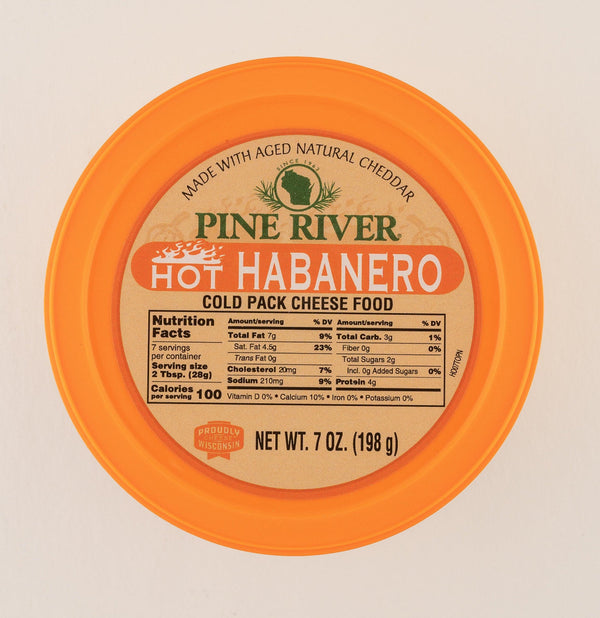 MADE WITH AGED NATURAL CHEDDAR
SINCE 1963
PINE RIVER
HOT HABANERO
COLD PACK CHEESE FOOD
Nutrition Facts
7 servings per container
Serving size
2 Tbsp. (28g)
Calories per serving 100
Amount/serving % DV
Total Fat 7g 9%
Sat. Fat 4.5g 23%
Trans Fat 0g
Cholesterol 20mg 7%
Sodium 210mg 9%
Amount/serving % DV
Total Carb. 3g 1%
Fiber 0g 0%
Total Sugars 2g
Incl. 0g Added Sugars 0%
Protein 4g
Vitamin D 0% • Calcium 10% • Iron 0% • Potassium 0%
H007TOPN
PROUDLY
WISCONSIN
CHEESE
NET WT. 7 OZ. (198 g)